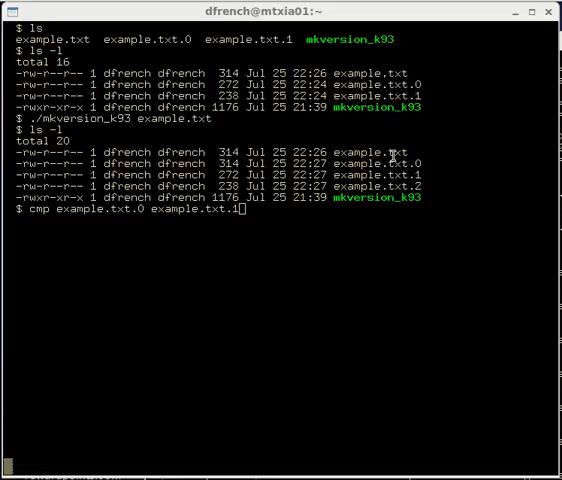 dfrench@mtxia01:~
$ ls
example.txt  example.txt.0  example.txt.1  mkversion_k93
$ ls -l
total 16
-rw-r--r-- 1 dfrench dfrench  314 Jul 25 22:26 example.txt
-rw-r--r-- 1 dfrench dfrench  272 Jul 25 22:24 example.txt.0
-rw-r--r-- 1 dfrench dfrench  238 Jul 25 22:24 example.txt.1
-rwxr-xr-x 1 dfrench dfrench 1176 Jul 25 21:39 mkversion_k93
$ ./mkversion_k93 example.txt
$ ls -l
total 20
-rw-r--r-- 1 dfrench dfrench  314 Jul 25 22:26 example.txt
-rw-r--r-- 1 dfrench dfrench  314 Jul 25 22:27 example.txt.0
-rw-r--r-- 1 dfrench dfrench  272 Jul 25 22:27 example.txt.1
-rw-r--r-- 1 dfrench dfrench  238 Jul 25 22:27 example.txt.2
-rwxr-xr-x 1 dfrench dfrench 1176 Jul 25 21:39 mkversion_k93
$ cmp example.txt.0 example.txt.1